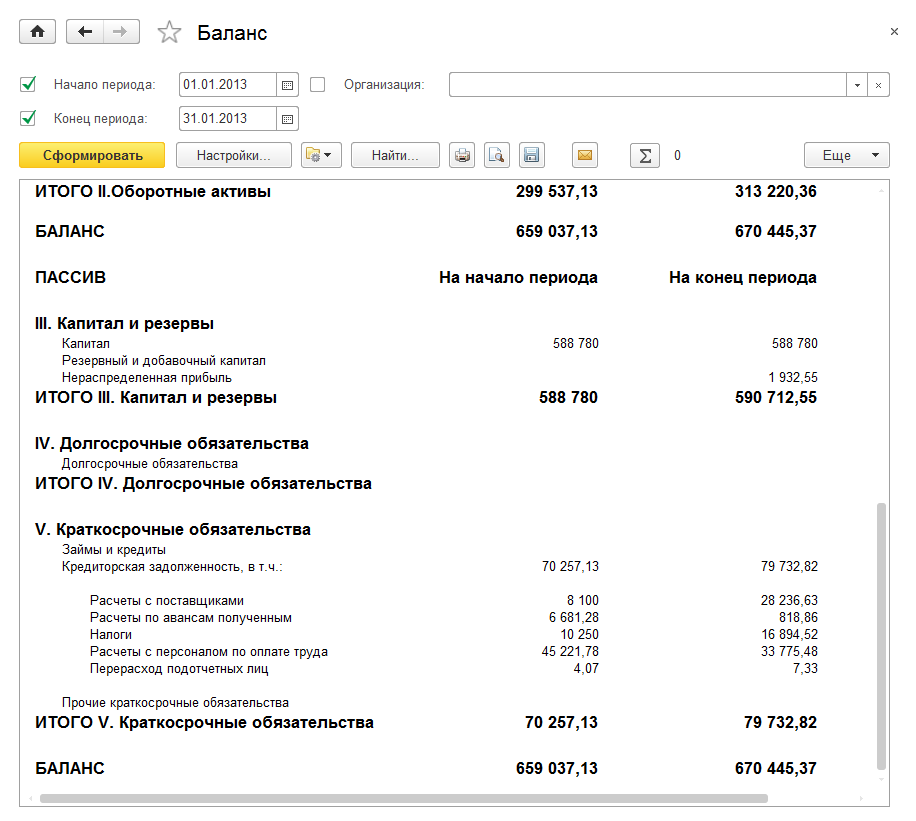 Баланс
Начало периода: 01.01.2013 Организация:
Конец периода: 31.01.2013
Сформировать Настройки... Найти... Σ 0 Еще
ИТОГО II.Оборотные активы 299 537,13 313 220,36
БАЛАНС 659 037,13 670 445,37
ПАССИВ На начало периода На конец периода
III. Капитал и резервы
Капитал 588 780 588 780
Резервный и добавочный капитал
Нераспределенная прибыль 1 932,55
ИТОГО III. Капитал и резервы 588 780 590 712,55
IV. Долгосрочные обязательства
Долгосрочные обязательства
ИТОГО IV. Долгосрочные обязательства
V. Краткосрочные обязательства
Займы и кредиты
Кредиторская задолженность, в т.ч.: 70 257,13 79 732,82
Расчеты с поставщиками 8 100 28 236,63
Расчеты по авансам полученным 6 681,28 818,86
Налоги 10 250 16 894,52
Расчеты с персоналом по оплате труда 45 221,78 33 775,48
Перерасход подотчетных лиц 4,07 7,33
Прочие краткосрочные обязательства
ИТОГО V. Краткосрочные обязательства 70 257,13 79 732,82
БАЛАНС 659 037,13 670 445,37